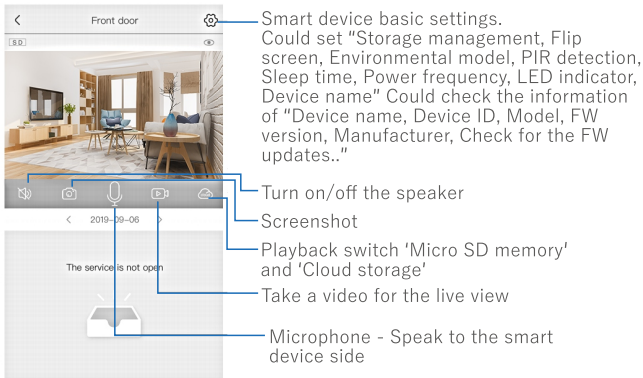 Front door
SD
2019-09-06
The service is not open
Smart device basic settings.
Could set "Storage management, Flip
screen, Environmental model, PIR detection,
Sleep time, Power frequency, LED indicator,
Device name" Could check the information
of "Device name, Device ID, Model, FW
version, Manufacturer, Check for the FW
updates.."
Turn on/off the speaker
Screenshot
Playback switch 'Micro SD memory'
and 'Cloud storage'
Take a video for the live view
Microphone - Speak to the smart
device side